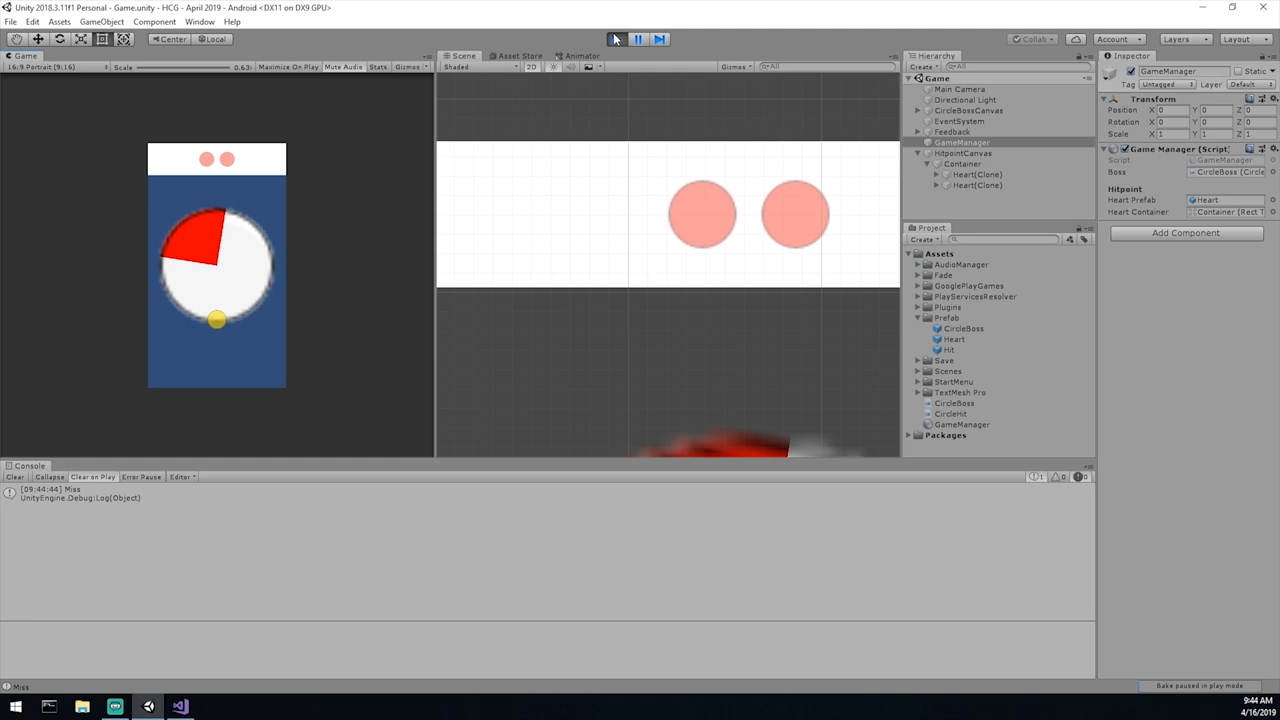 Unity 2018.3.11f1 Personal - Game.unity - HCG - April 2019 - Android <DX11 on DX9 GPU>
File Edit Assets GameObject Component Window Help
Center Local Collab Account Layers Layout
Game
16:9 Portrait (9:16) Scale 0.63 Maximize On Play Mute Audio Stats Gizmos
Scene Asset Store Animator
Shaded 2D Gizmos All
Hierarchy
Create All
Game
Main Camera
Directional Light
CircleBossCanvas
EventSystem
Feedback
GameManager
HitpointCanvas
Container
Heart(Clone)
Heart(Clone)
Project
Create
Assets
AudioManager
Fade
GooglePlayGames
PlayServicesResolver
Plugins
Prefab
CircleBoss
Heart
Hit
Save
Scenes
StartMenu
TextMesh Pro
CircleBoss
CircleHit
GameManager
Packages
Inspector
GameManager Static
Tag Untagged Layer Default
Transform
Position X 0 Y 0 Z 0
Rotation X 0 Y 0 Z 0
Scale X 1 Y 1 Z 1
Game Manager (Script)
Script GameManager
Boss CircleBoss (Circle
Hitpoint
Heart Prefab Heart
Heart Container Container (Rect T
Add Component
Console
Clear Collapse Clear on Play Error Pause Editor 1 0 0
[09:44:44] Miss
UnityEngine.Debug:Log(Object)
Miss
Bake paused in play mode
9:44 AM
4/16/2019